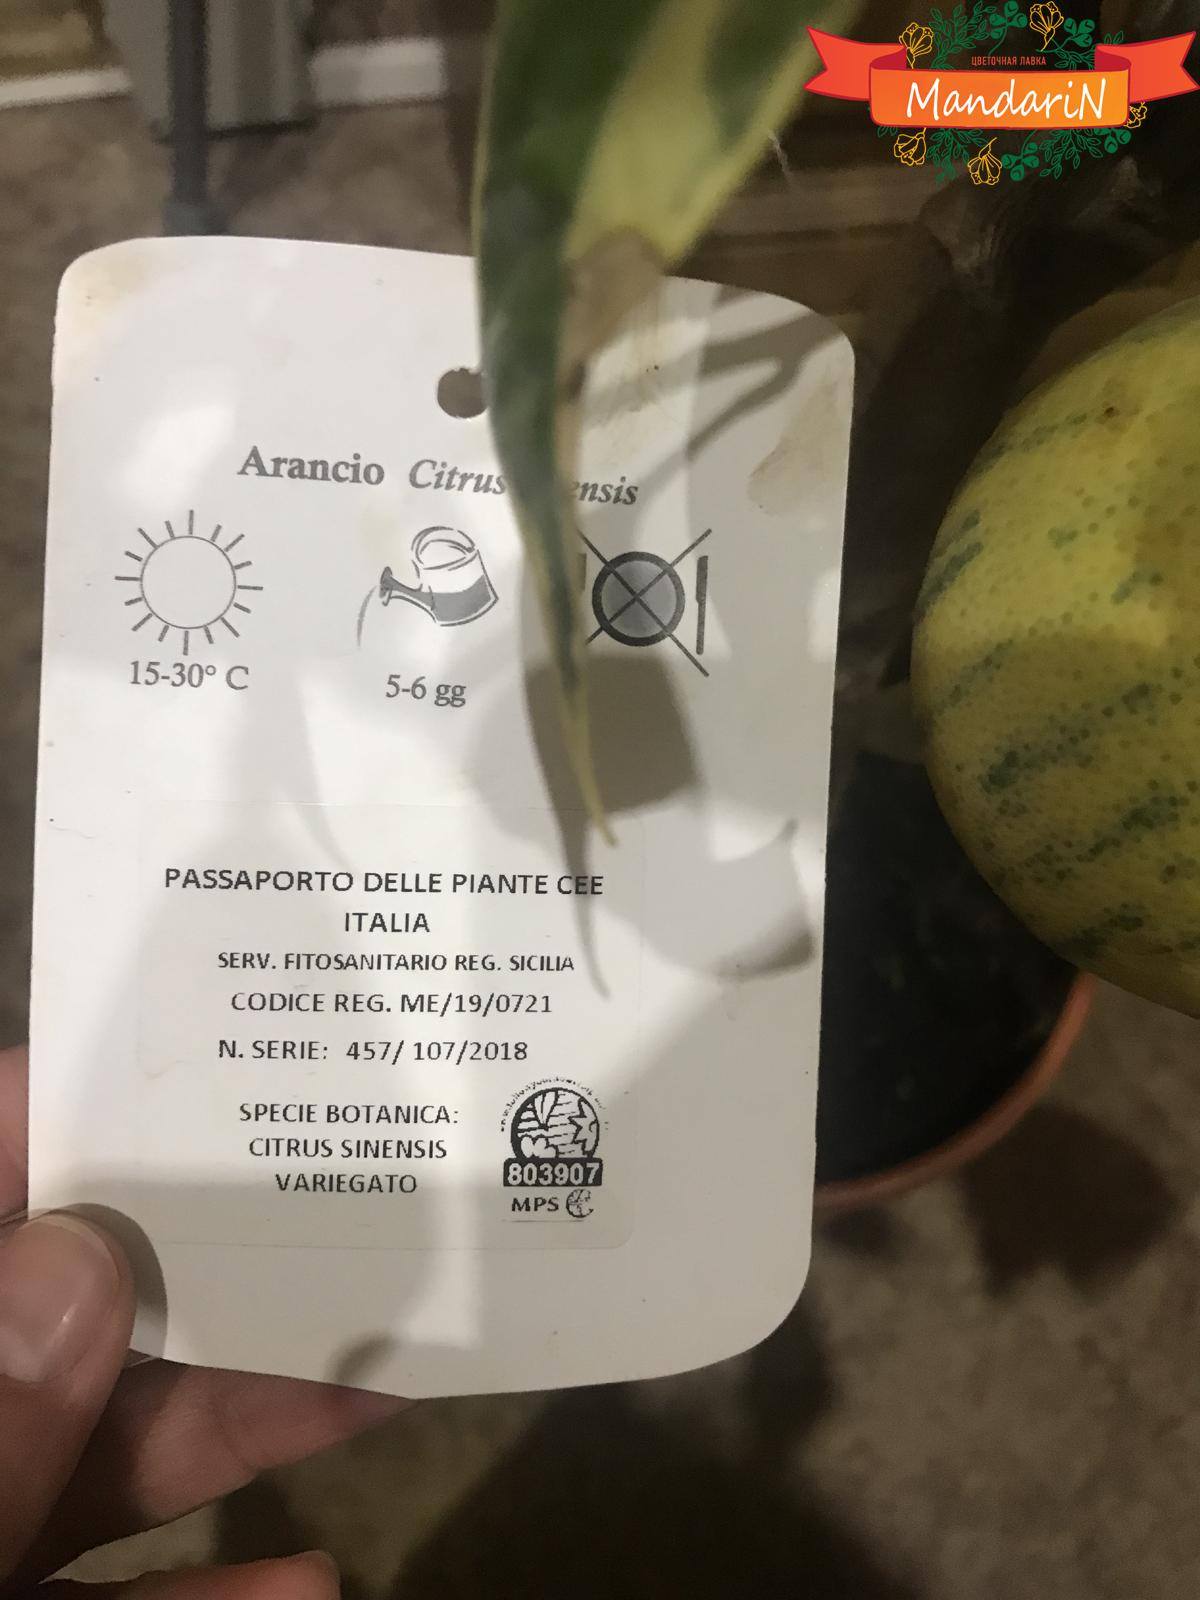 ЦВЕТОЧНАЯ ЛАВКА
MandariN
Arancio Citrus ensis
15-30° C
5-6 gg
PASSAPORTO DELLE PIANTE CEE
ITALIA
SERV. FITOSANITARIO REG. SICILIA
CODICE REG. ME/19/0721
N. SERIE: 457/ 107/2018
SPECIE BOTANICA:
CITRUS SINENSIS
VARIEGATO
803907
MPS